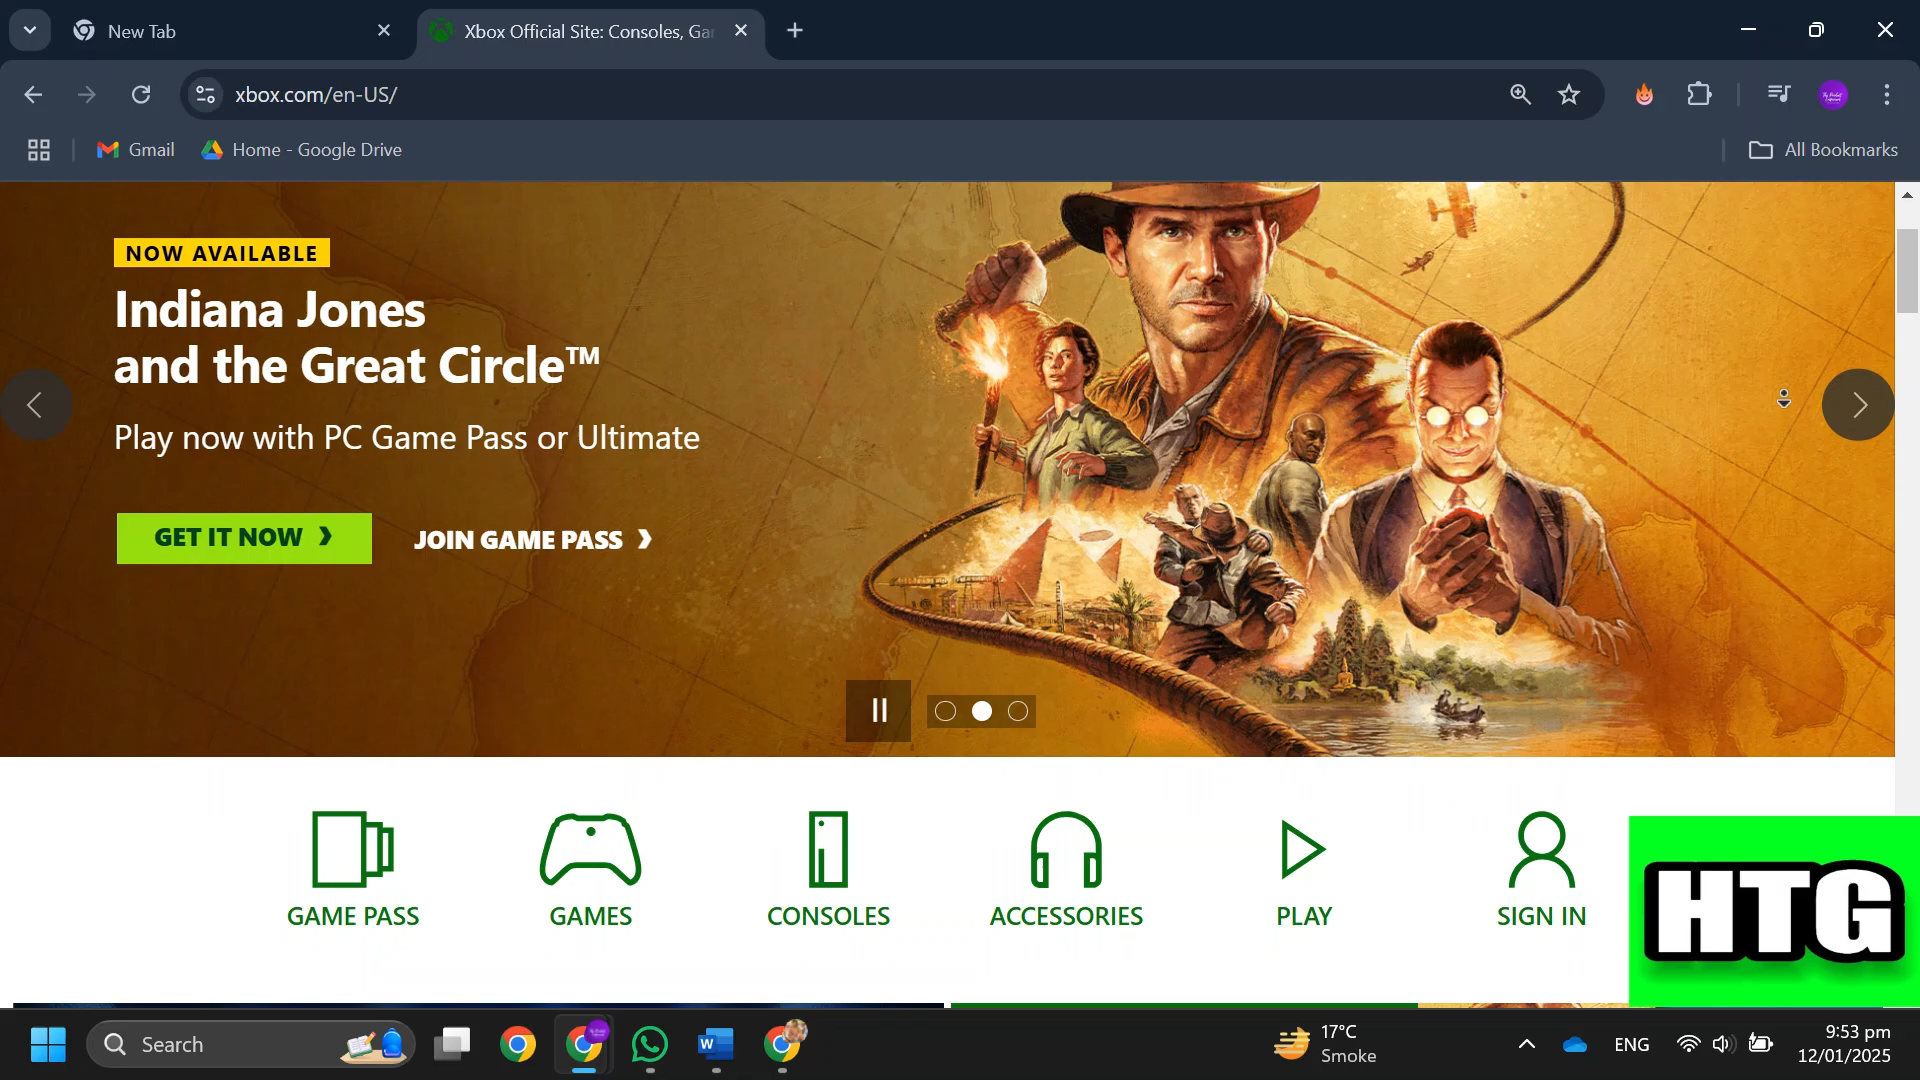 New Tab
Xbox Official Site: Consoles, Ga
xbox.com/en-US/
Gmail
Home - Google Drive
All Bookmarks
NOW AVAILABLE
Indiana Jones
and the Great Circle™
Play now with PC Game Pass or Ultimate
GET IT NOW
JOIN GAME PASS
GAME PASS
GAMES
CONSOLES
ACCESSORIES
PLAY
SIGN IN
HTG
Search
17°C
Smoke
ENG
9:53 pm
12/01/2025